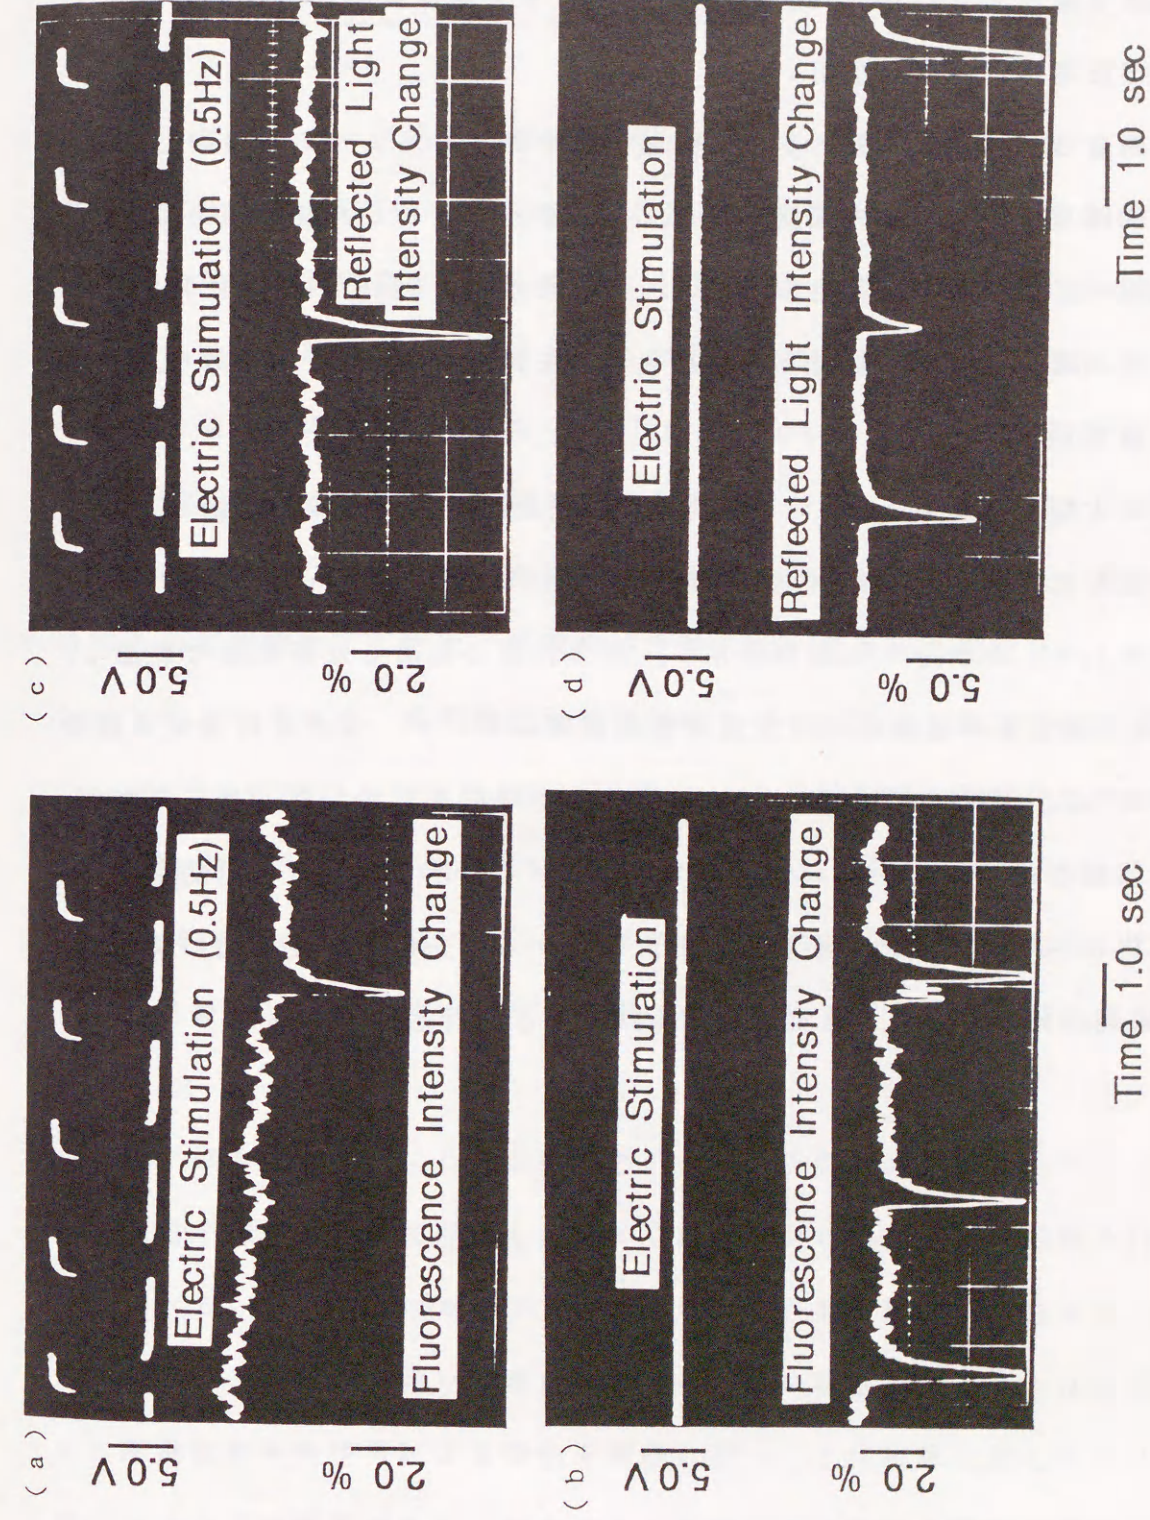 ( a )
5.0 V
2.0 %
Electric Stimulation (0.5Hz)
Fluorescence Intensity Change
( b )
5.0 V
2.0 %
Electric Stimulation
Fluorescence Intensity Change
Time 1.0 sec
( c )
5.0 V
2.0 %
Electric Stimulation (0.5Hz)
Reflected Light
Intensity Change
( d )
5.0 V
5.0 %
Electric Stimulation
Reflected Light Intensity Change
Time 1.0 sec